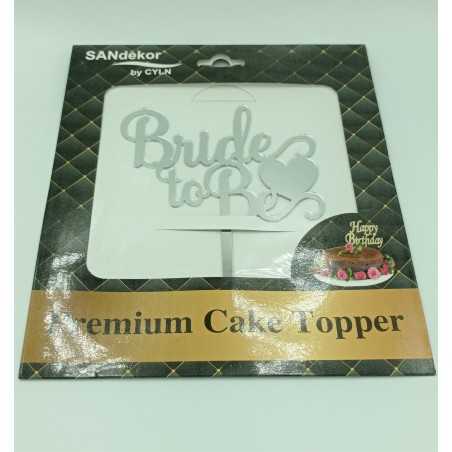 SANdekor
by CYLN
Bride
to Be
Happy
Birthday
Premium Cake Topper